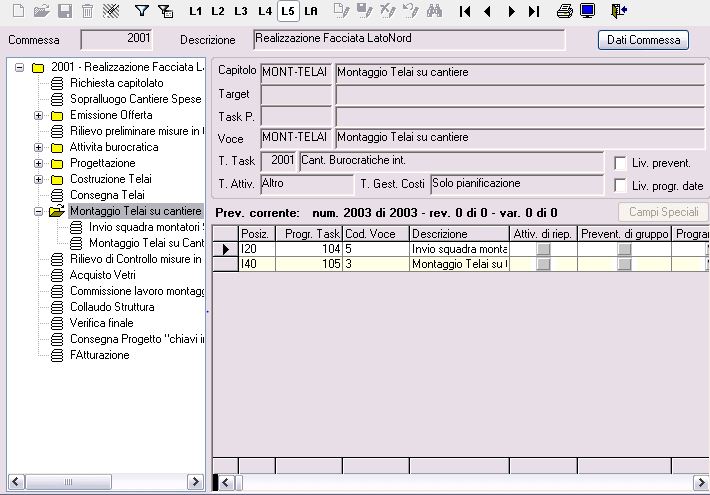 L1 L2 L3 L4 L5 LA
Commessa 2001 Descrizione Realizzazione Facciata LatoNord Dati Commessa
2001 - Realizzazione Facciata L
Richiesta capitolato
Sopralluogo Cantiere Spese
Emissione Offerta
Rilievo preliminare misure in
Attivita burocratica
Progettazione
Costruzione Telai
Consegna Telai
Montaggio Telai su cantiere
Invio squadra montatori
Montaggio Telai su Cant
Rilievo di Controllo misure in
Acquisto Vetri
Commissione lavoro montagg
Collaudo Struttura
Verifica finale
Consegna Progetto "chiavi i
FAtturazione
Capitolo MONT-TELAI Montaggio Telai su cantiere
Target
Task P.
Voce MONT-TELAI Montaggio Telai su cantiere
T. Task 2001 Cant. Burocratiche int. Liv. prevent.
T. Attiv. Altro T. Gest. Costi Solo pianificazione Liv. progr. date
Prev. corrente: num. 2003 di 2003 - rev. 0 di 0 - var. 0 di 0 Campi Speciali
Posiz. Progr. Task Cod. Voce Descrizione Attiv. di riep. Prevent. di gruppo Program
I20 104 5 Invio squadra monta
I40 105 3 Montaggio Telai su